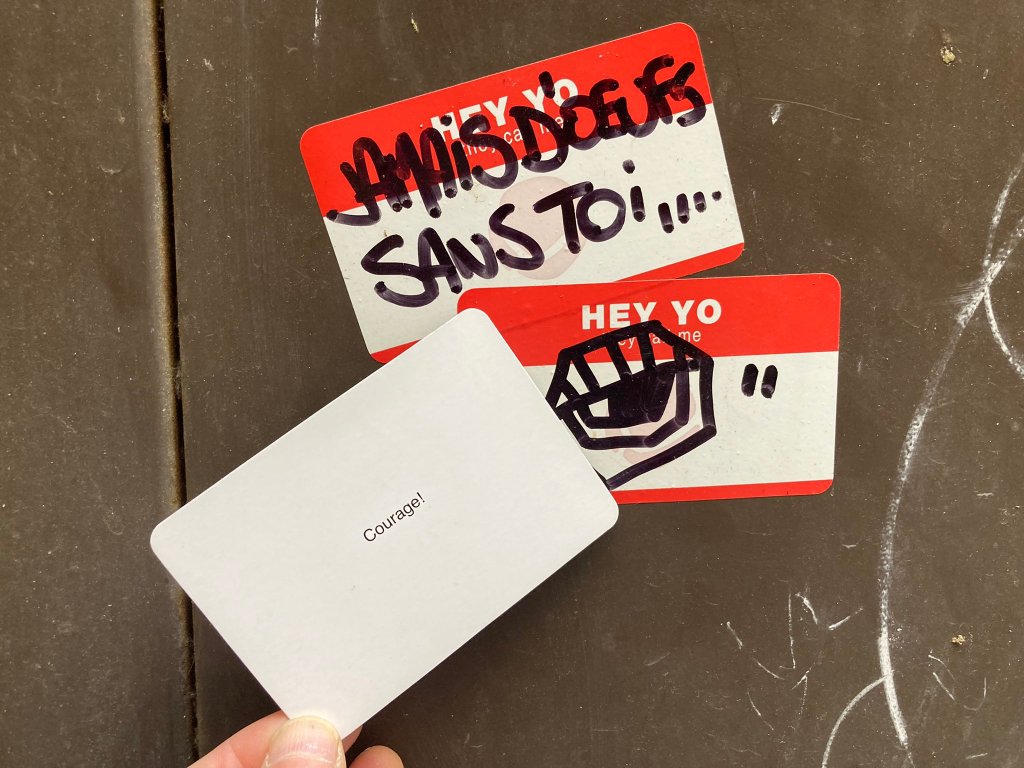 HEY YO
JAMAIS D'OEUFS
SANS TOi,,....
HEY YO
"
Courage!